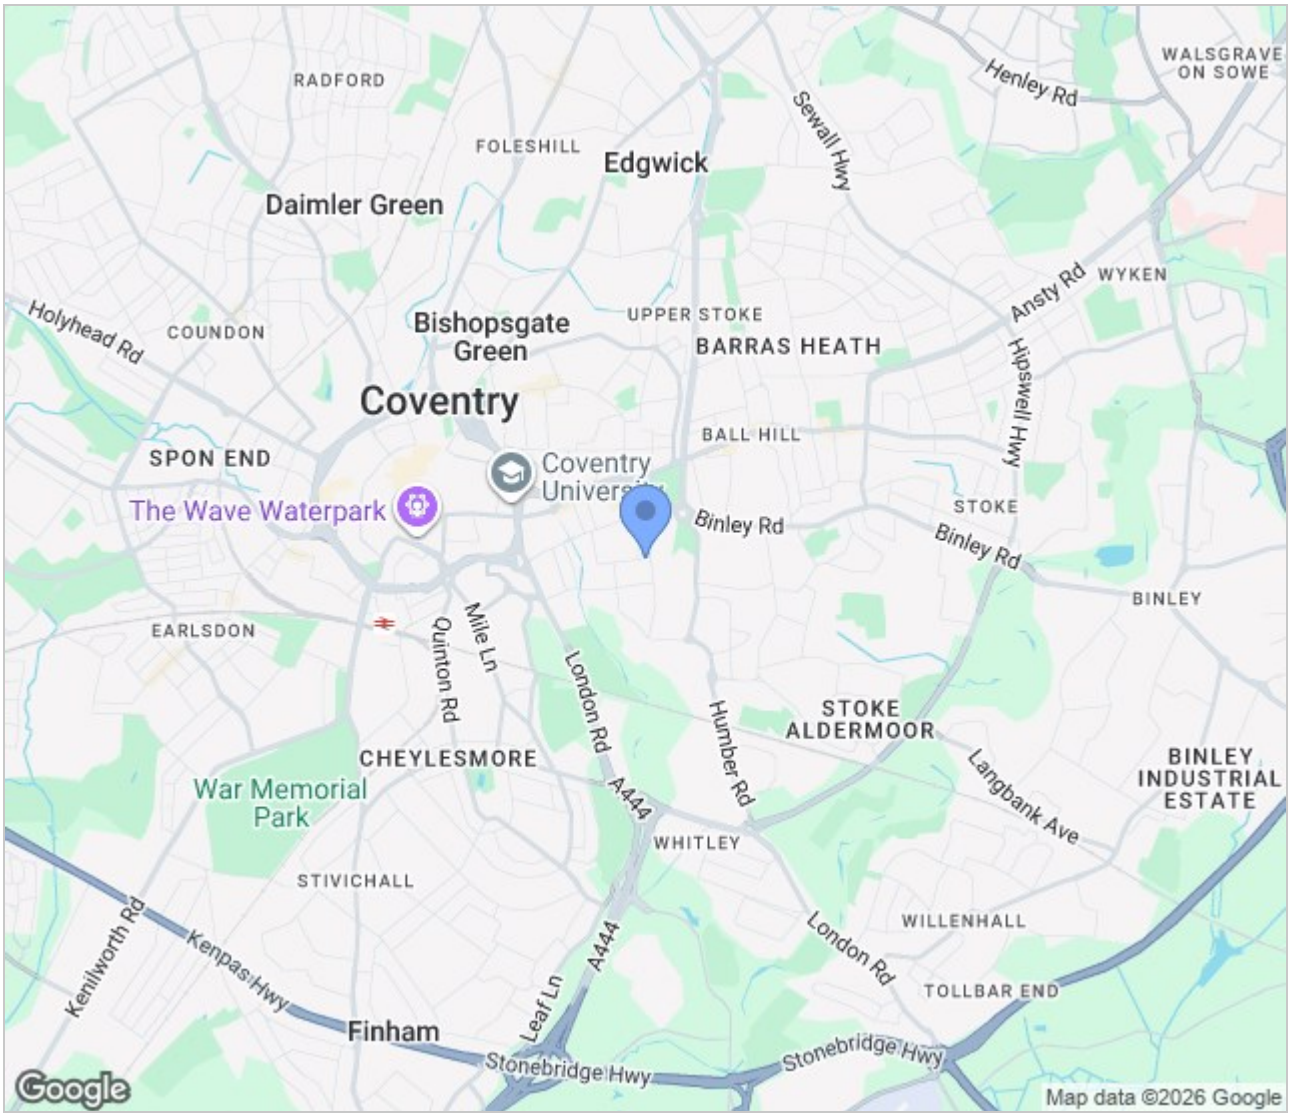 WALSGRAVE
ON SOWE
RADFORD
Henley Rd
Sewall Hwy
FOLESHILL
Edgwick
Daimler Green
WYKEN
Ansty Rd
Holyhead Rd
COUNDON
Bishopsgate
Green
UPPER STOKE
BARRAS HEATH
Hipswell Hwy
Coventry
BALL HILL
SPON END
Coventry
University
The Wave Waterpark
Binley Rd
STOKE
Binley Rd
BINLEY
EARLSDON
Mile Ln
Quinton Rd
London Rd
STOKE
ALDERMOOR
Humber Rd
CHEYLESMORE
Langbank Ave
BINLEY
INDUSTRIAL
ESTATE
War Memorial
Park
A444
WHITLEY
STIVICHALL
WILLENHALL
Kenilworth Rd
Kenpas Hwy
A444
London Rd
TOLLBAR END
Leaf Ln
Finham
Stonebridge Hwy
Stonebridge Hwy
Google
Map data ©2026 Google